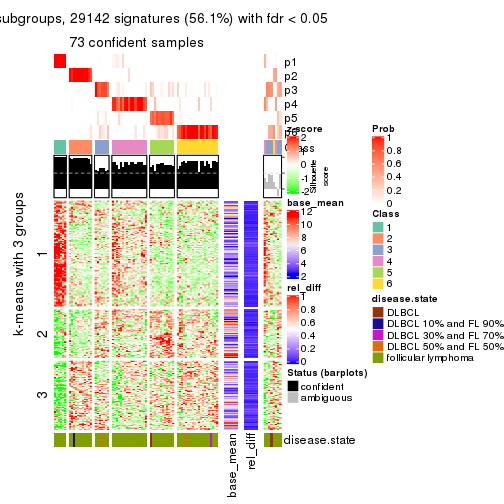 subgroups, 29142 signatures (56.1%) with fdr < 0.05
73 confident samples
p1
p2
p3
p4
p5
k-means with 3 groups
1
2
3
z-score
2
1
0
-1
-2
Silhouette
score
base_mean
12
10
8
6
4
2
rel_diff
1
0.8
0.6
0.4
0.2
0
Status (barplots)
confident
ambiguous
Prob
1
0.8
0.6
0.4
0.2
0
Class
1
2
3
4
5
6
disease.state
DLBCL
DLBCL 10% and FL 90%
DLBCL 30% and FL 70%
DLBCL 50% and FL 50%
follicular lymphoma
disease.state
base_mean
rel_diff